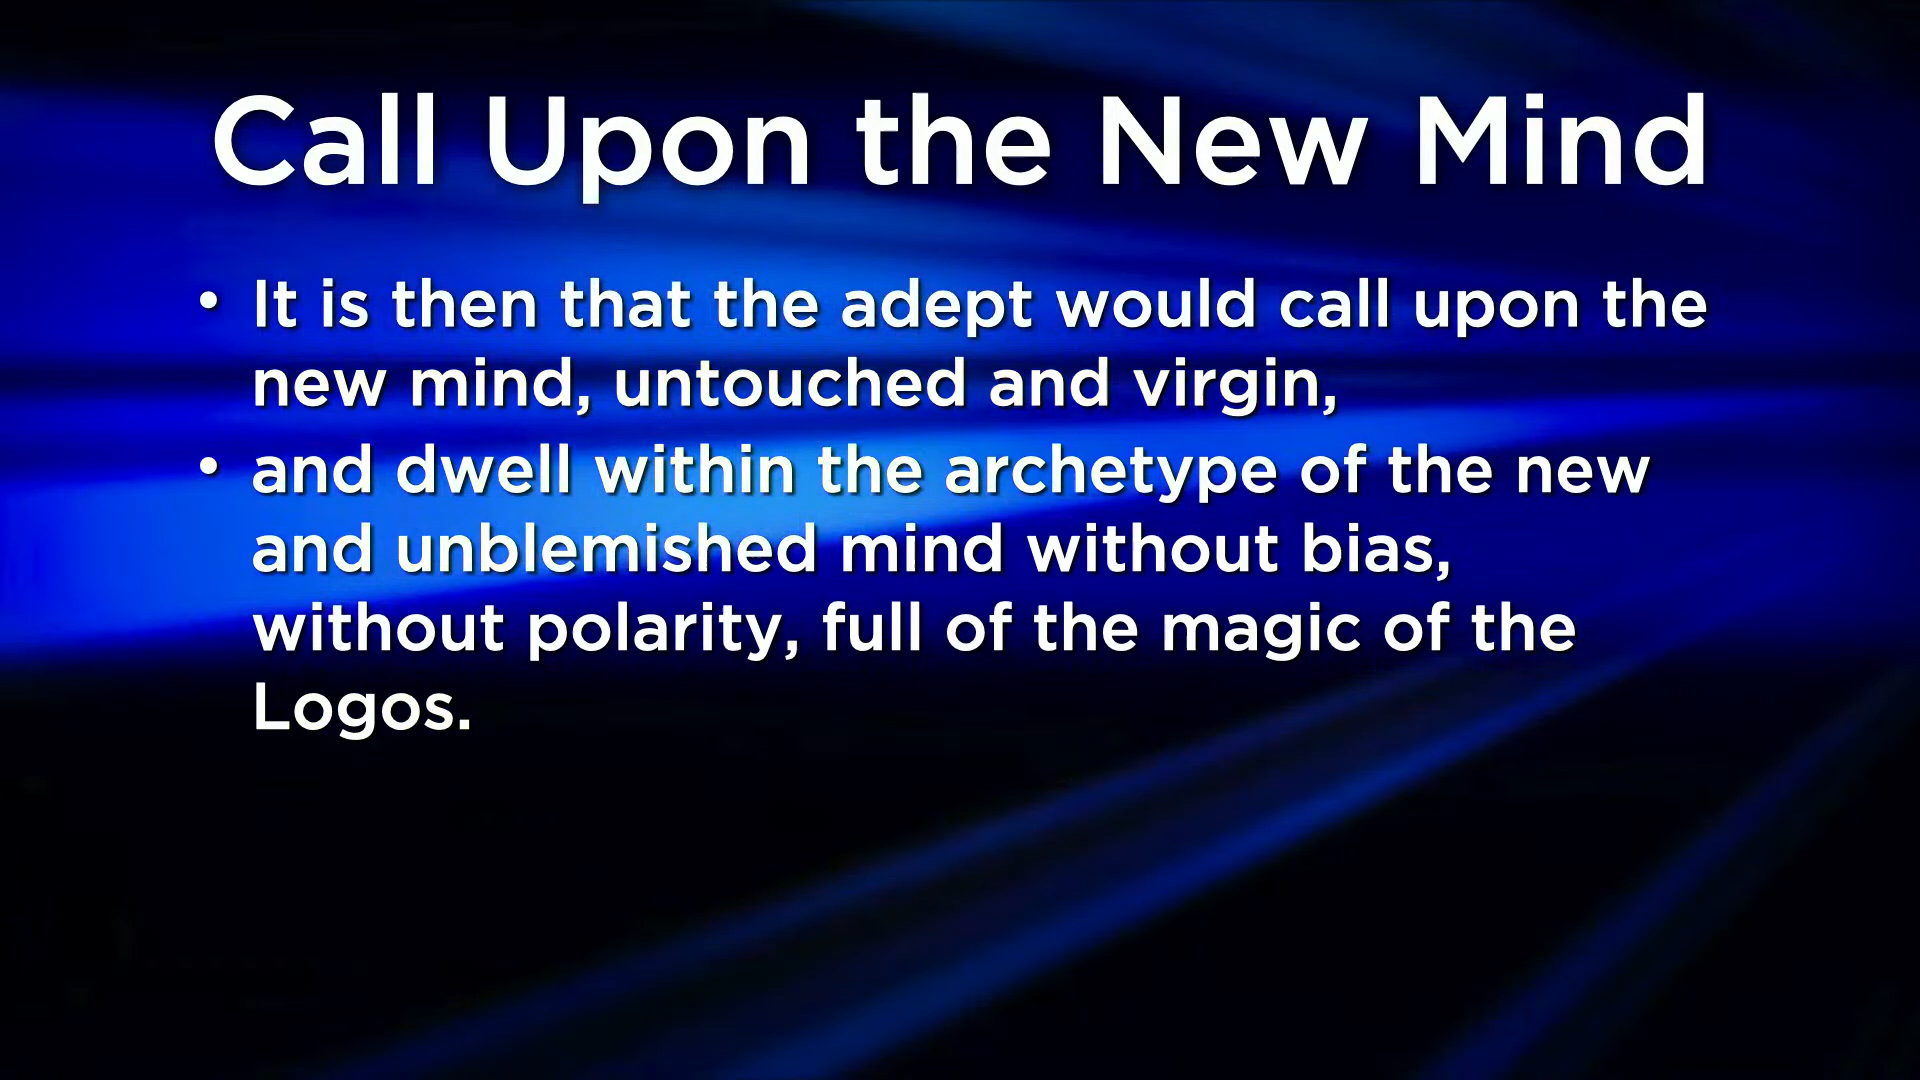 Call Upon the New Mind
• It is then that the adept would call upon the
new mind, untouched and virgin,
• and dwell within the archetype of the new
and unblemished mind without bias,
without polarity, full of the magic of the
Logos.